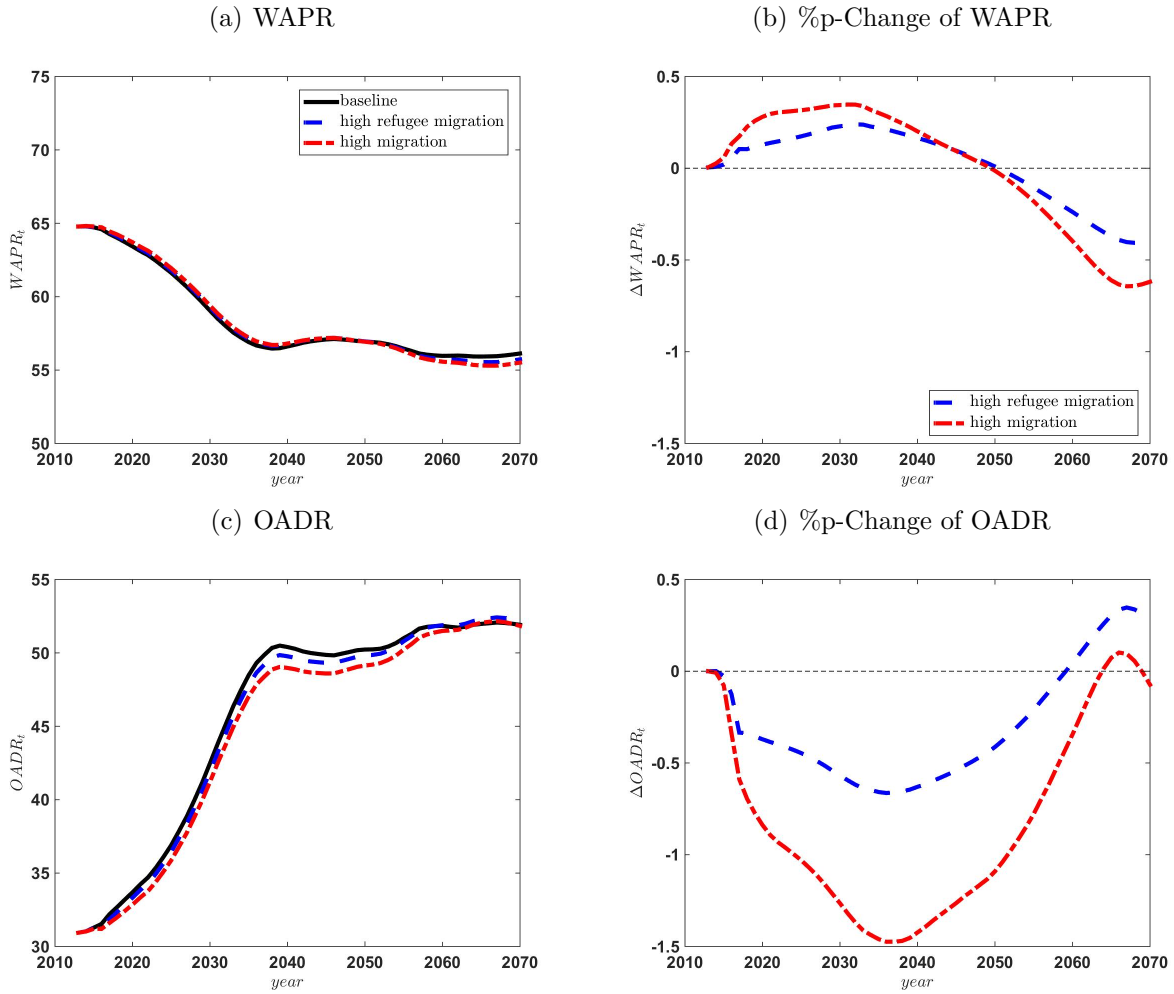 (a) WAPR
75
70
65
60
55
50
2010 2020 2030 2040 2050 2060 2070
WAPR_t
year
baseline
high refugee migration
high migration
(b) %p-Change of WAPR
0.5
0
-0.5
-1
-1.5
2010 2020 2030 2040 2050 2060 2070
ΔWAPR_t
year
high refugee migration
high migration
(c) OADR
55
50
45
40
35
30
2010 2020 2030 2040 2050 2060 2070
OADR_t
year
(d) %p-Change of OADR
0.5
0
-0.5
-1
-1.5
2010 2020 2030 2040 2050 2060 2070
ΔOADR_t
year